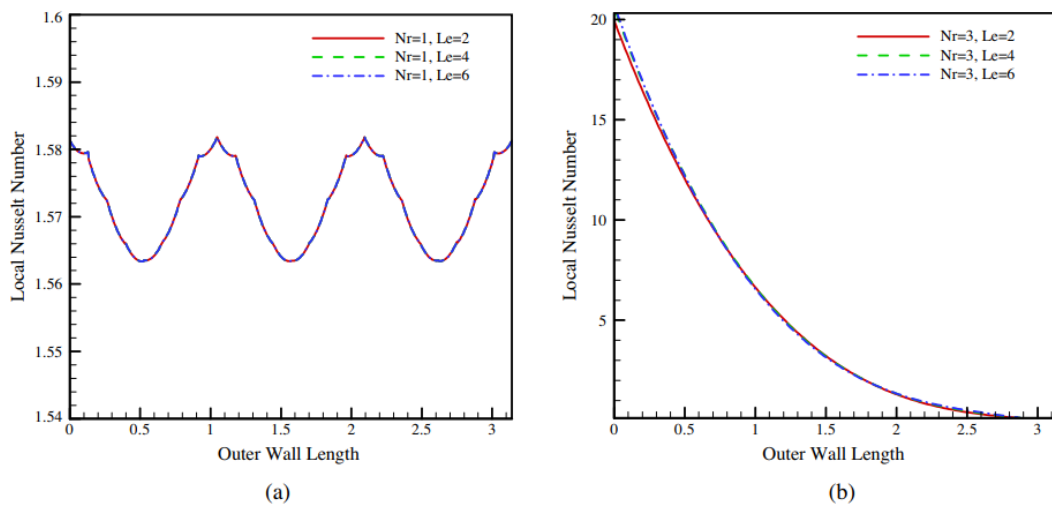 1.6
1.59
1.58
1.57
1.56
1.55
1.54
Local Nusselt Number
Nr=1, Le=2
Nr=1, Le=4
Nr=1, Le=6
0 0.5 1 1.5 2 2.5 3
Outer Wall Length
(a)
20
15
10
5
Local Nusselt Number
Nr=3, Le=2
Nr=3, Le=4
Nr=3, Le=6
0 0.5 1 1.5 2 2.5 3
Outer Wall Length
(b)